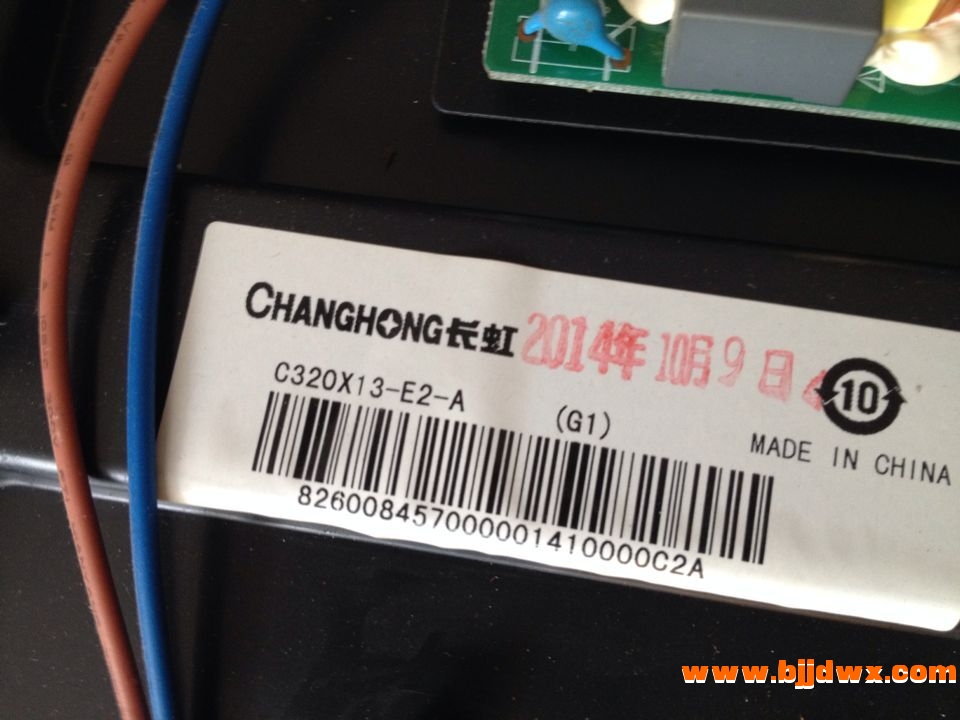 CHANGHONG长虹 2014年 10月 9日
10
C320X13-E2-A
(G1)
MADE IN CHINA
826008457000001410000C2A
www.bjjdwx.com